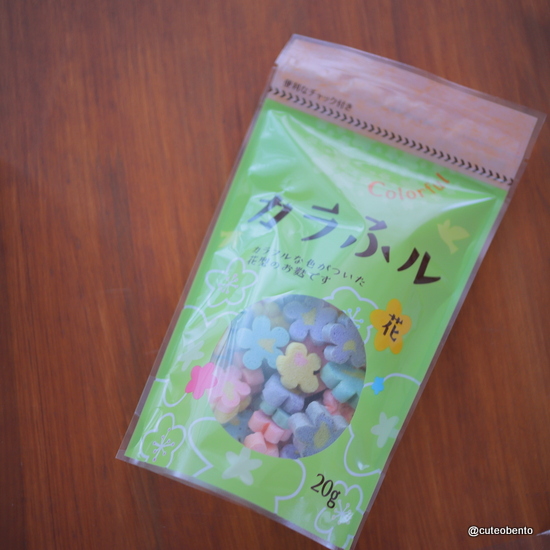 便利なチャック付き
Colorful
カラふル
カラフルな色がついた
花型のお麩です
花
20g
@cuteobento